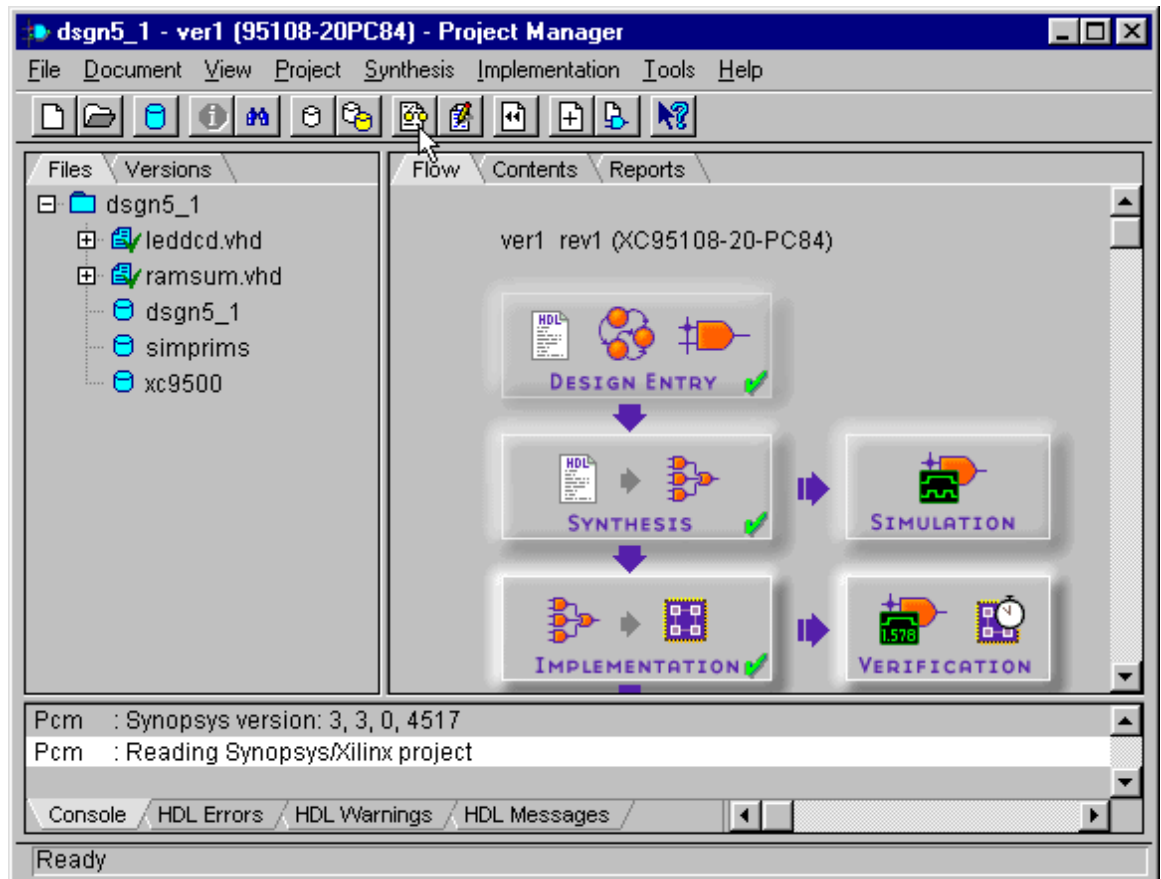 dsgn5_1 - ver1 (95108-20PC84) - Project Manager
File Document View Project Synthesis Implementation Tools Help
Files Versions
Flow Contents Reports
dsgn5_1
leddcd.vhd
ramsum.vhd
dsgn5_1
simprims
xc9500
ver1 rev1 (XC95108-20-PC84)
HDL
DESIGN ENTRY
HDL
SYNTHESIS
SIMULATION
IMPLEMENTATION
1.578
VERIFICATION
Pcm : Synopsys version: 3, 3, 0, 4517
Pcm : Reading Synopsys/Xilinx project
Console HDL Errors HDL Warnings HDL Messages
Ready